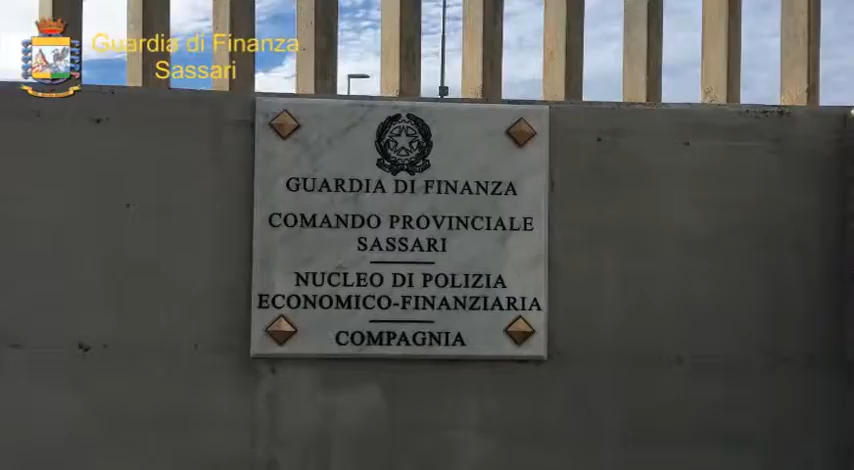 Guardia di Finanza
Sassari
GUARDIA DI FINANZA
COMANDO PROVINCIALE
SASSARI
NUCLEO DI POLIZIA
ECONOMICO-FINANZIARIA
COMPAGNIA